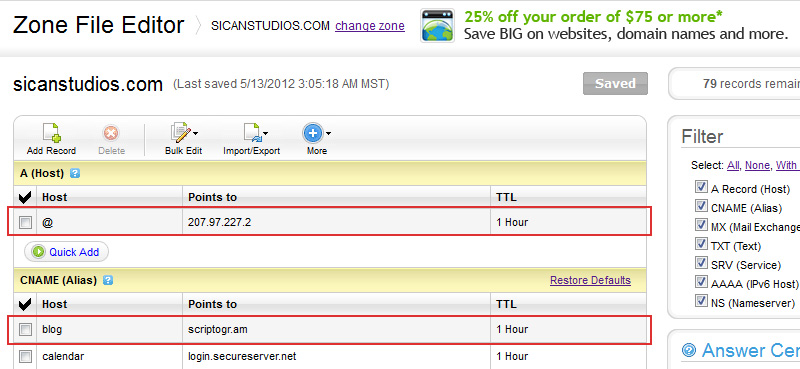 Zone File Editor
SICANSTUDIOS.COM change zone
25% off your order of $75 or more*
Save BIG on websites, domain names and more.
sicanstudios.com (Last saved 5/13/2012 3:05:18 AM MST)
Saved
79 records remain
Add Record
Delete
Bulk Edit
Import/Export
More
A (Host) ?
Host Points to TTL
@ 207.97.227.2 1 Hour
Quick Add
CNAME (Alias) ? Restore Defaults
Host Points to TTL
blog scriptogr.am 1 Hour
calendar login.secureserver.net 1 Hour
Filter
Select: All, None, With
A Record (Host)
CNAME (Alias)
MX (Mail Exchange
TXT (Text)
SRV (Service)
AAAA (IPv6 Host)
NS (Nameserver)
? Answer Cen